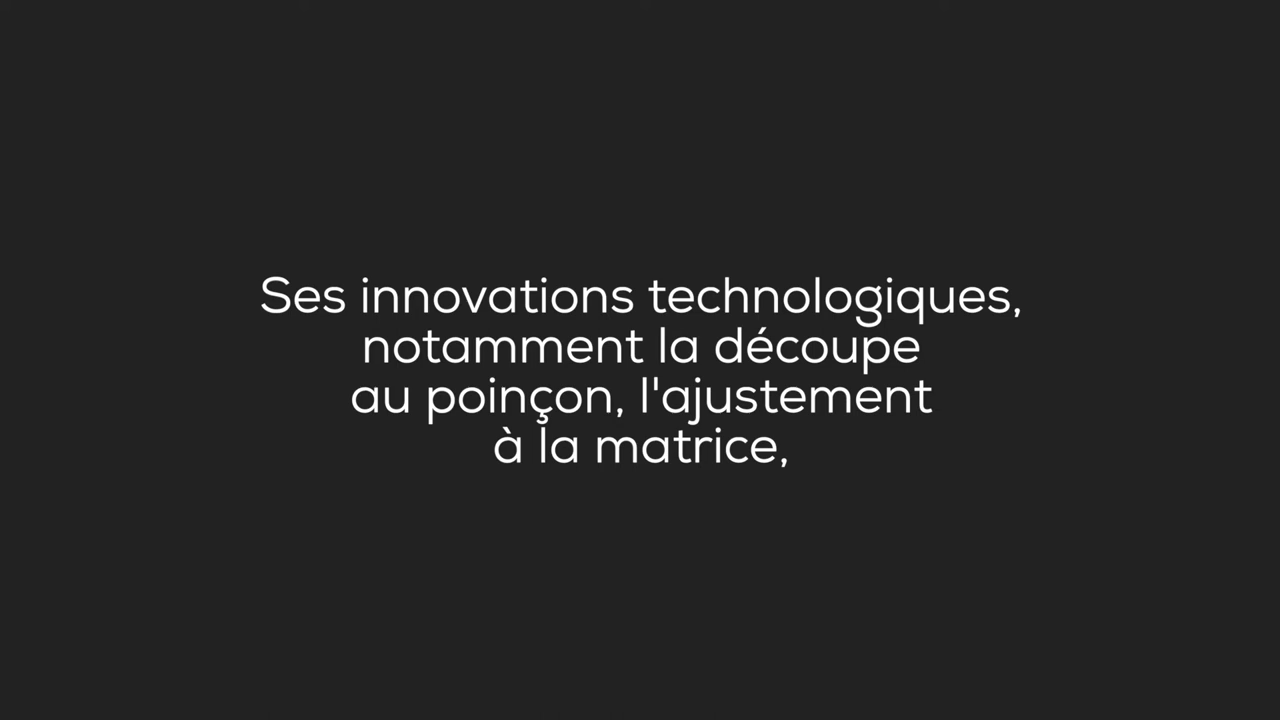 Ses innovations technologiques,
notamment la découpe
au poinçon, l'ajustement
à la matrice,